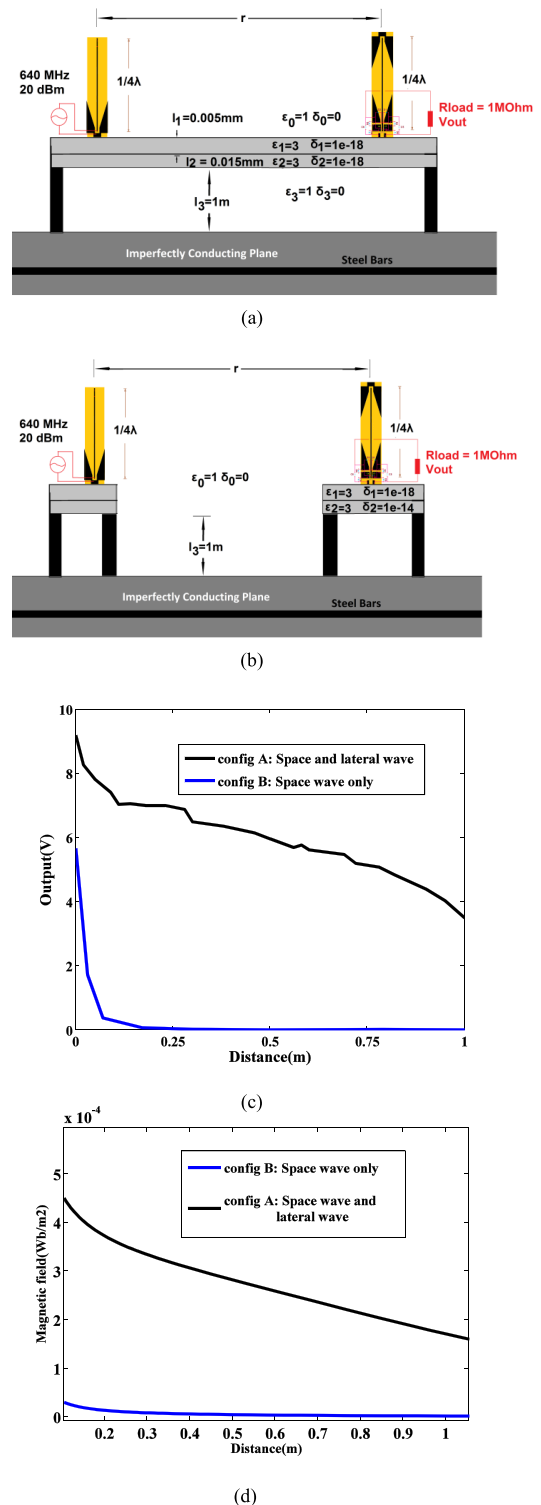 r
640 MHz
20 dBm
1/4λ
l1=0.005mm
ε0=1 δ0=0
1/4λ
Rload = 1MOhm
Vout
ε1=3 δ1=1e-18
l2 = 0.015mm ε2=3 δ2=1e-18
l3=1m
ε3=1 δ3=0
Imperfectly Conducting Plane
Steel Bars
(a)
r
640 MHz
20 dBm
1/4λ
ε0=1 δ0=0
1/4λ
Rload = 1MOhm
Vout
ε1=3 δ1=1e-18
ε2=3 δ2=1e-14
l3=1m
Imperfectly Conducting Plane
Steel Bars
(b)
10
config A: Space and lateral wave
config B: Space wave only
8
6
4
2
0
Output(V)
0 0.25 0.5 0.75 1
Distance(m)
(c)
x 10-4
config B: Space wave only
config A: Space wave and
lateral wave
5
4
3
2
1
0
Magnetic field(Wb/m2)
0.2 0.3 0.4 0.5 0.6 0.7 0.8 0.9 1
Distance(m)
(d)